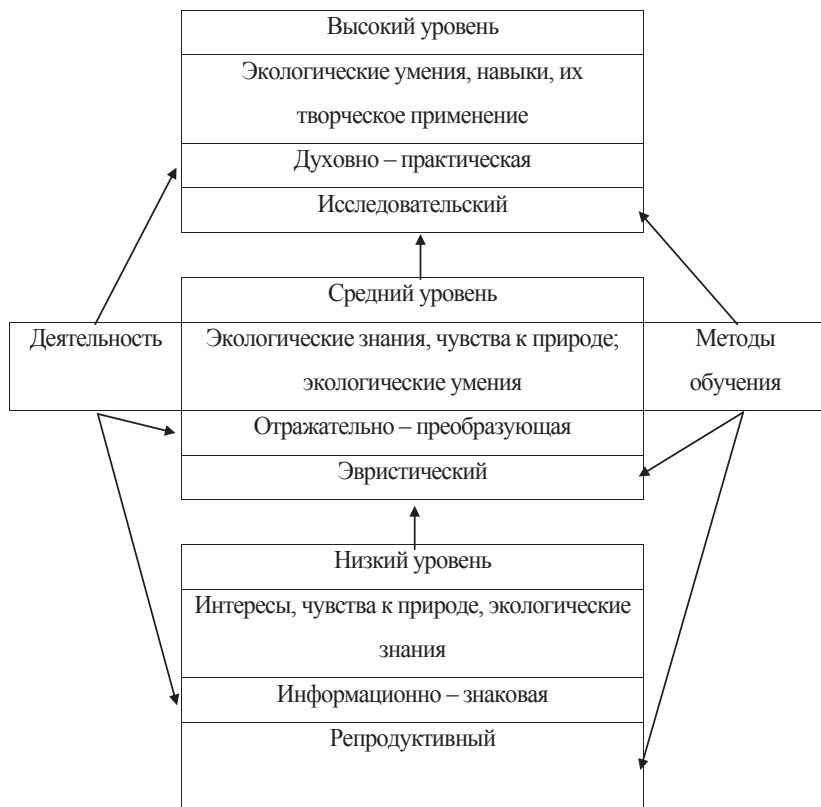 Высокий уровень
Экологические умения, навыки, их
творческое применение
Духовно – практическая
Исследовательский
Средний уровень
Деятельность
Экологические знания, чувства к природе;
экологические умения
Методы
обучения
Отражательно – преобразующая
Эвристический
Низкий уровень
Интересы, чувства к природе, экологические
знания
Информационно – знаковая
Репродуктивный